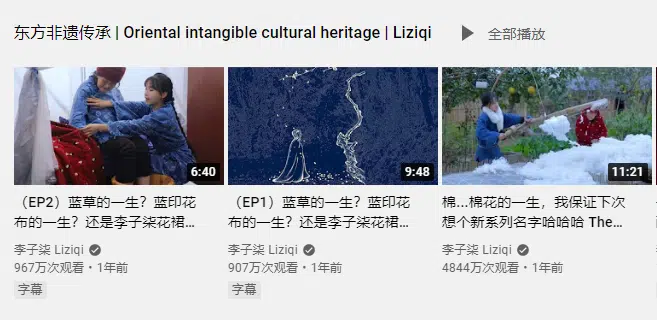 东方非遗传承 | Oriental intangible cultural heritage | Liziqi
全部播放
6:40
9:48
11:21
（EP2）蓝草的一生？蓝印花
布的一生？还是李子柒花裙...
李子柒 Liziqi
967万次观看・1年前
字幕
（EP1）蓝草的一生？蓝印花
布的一生？还是李子柒花裙...
李子柒 Liziqi
907万次观看・1年前
字幕
棉...棉花的一生，我保证下次
想个新系列名字哈哈哈 The...
李子柒 Liziqi
4844万次观看・1年前